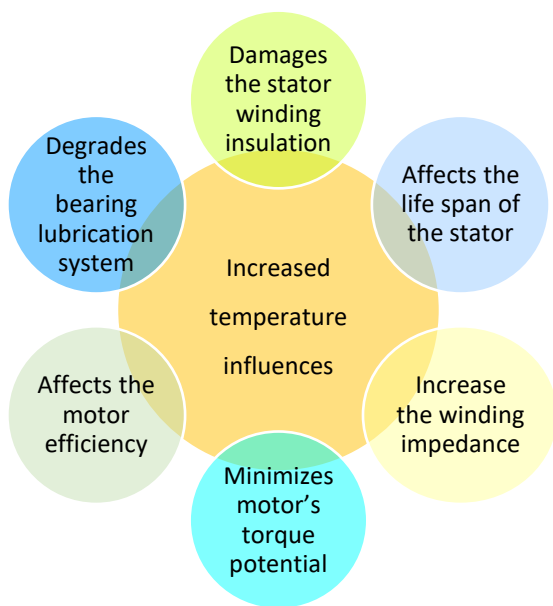 Damages
the stator
winding
insulation
Affects the
life span of
the stator
Increase
the winding
impedance
Minimizes
motor’s
torque
potential
Affects the
motor
efficiency
Degrades
the
bearing
lubrication
system
Increased
temperature
influences